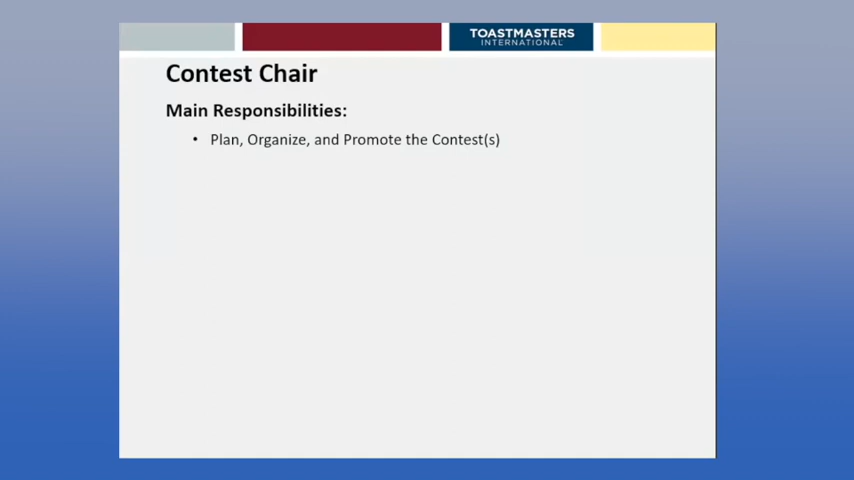 TOASTMASTERS
INTERNATIONAL
Contest Chair
Main Responsibilities:
• Plan, Organize, and Promote the Contest(s)